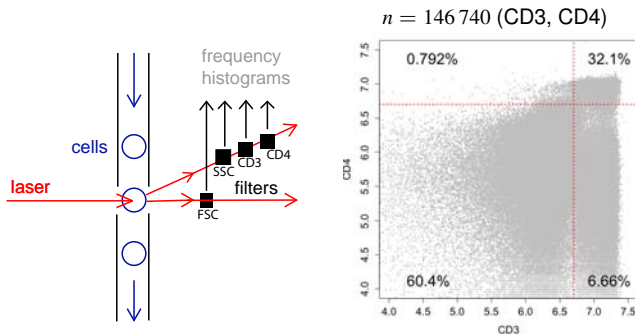 n = 146 740 (CD3, CD4)
frequency
histograms
cells
laser
SSC
CD3
CD4
filters
FSC
0.792%
32.1%
60.4%
6.66%
CD4
7.5
7.0
6.5
6.0
5.5
5.0
4.5
4.0
4.0
4.5
5.0
5.5
6.0
6.5
7.0
7.5
CD3